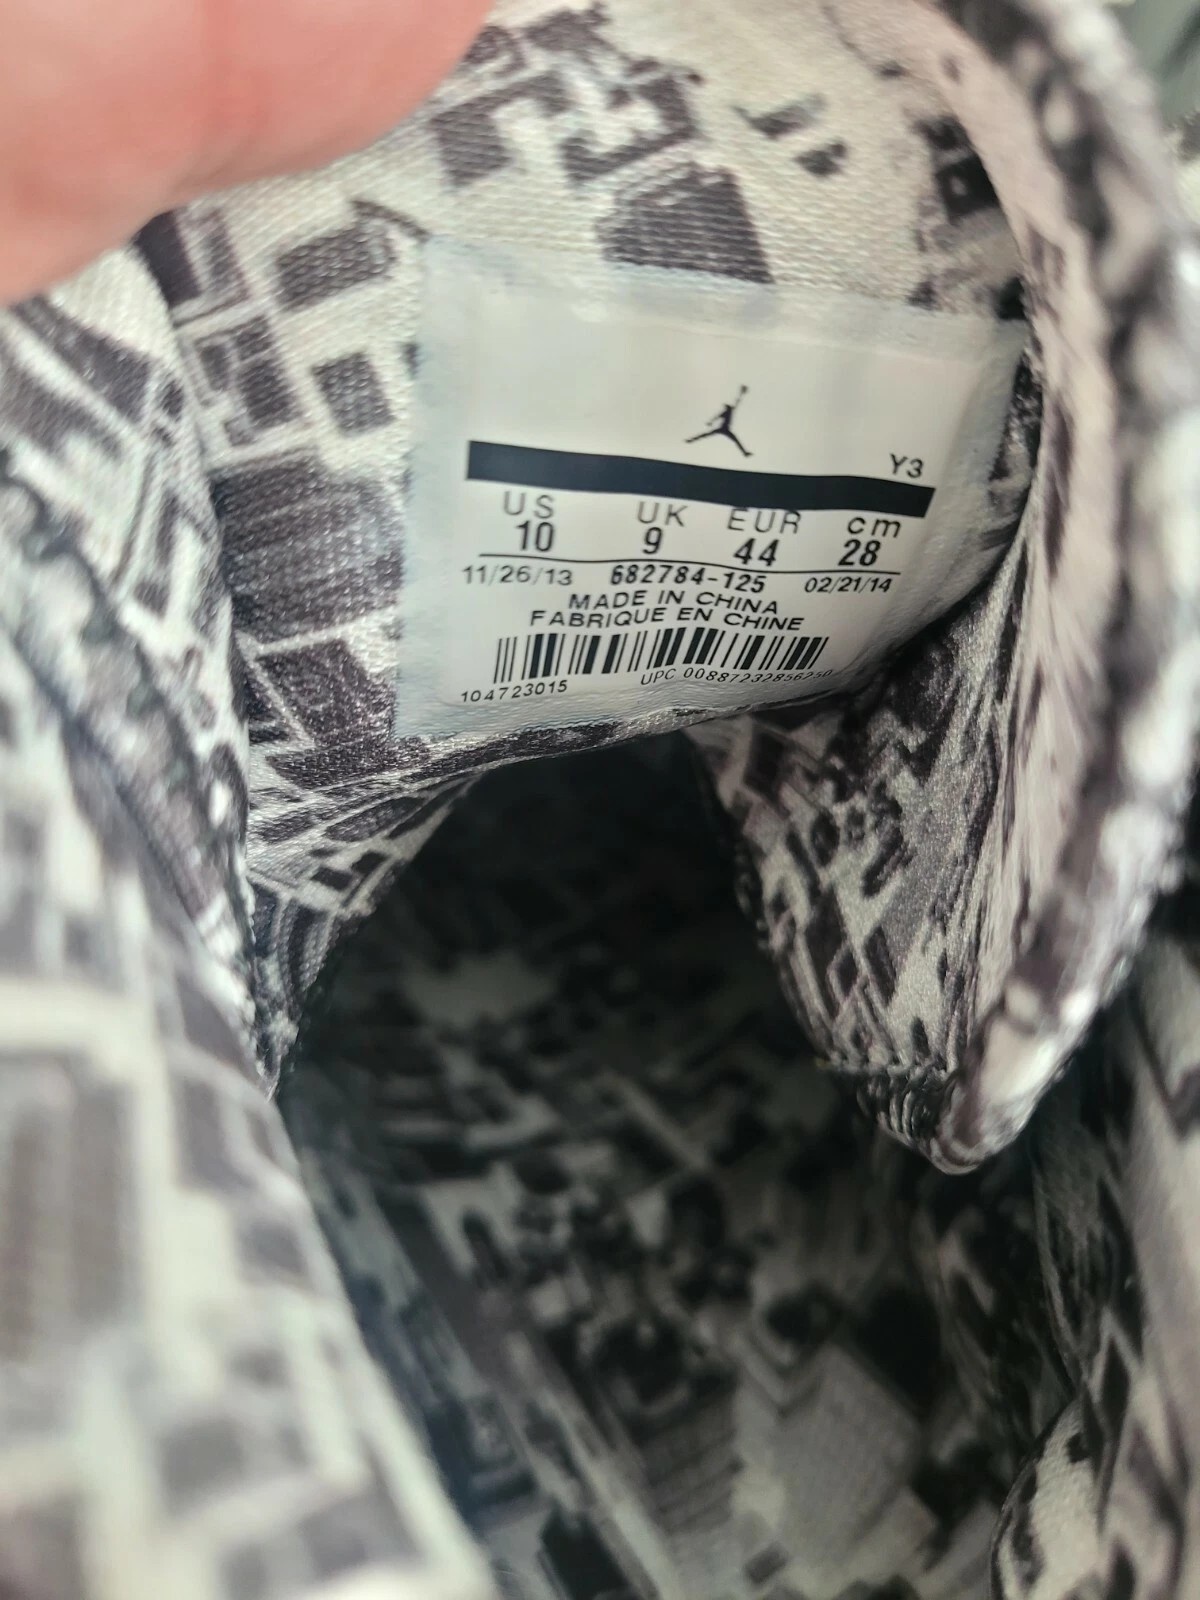 Y3
US UK EUR cm
10 9 44 28
11/26/13 682784-125 02/21/14
MADE IN CHINA
FABRIQUE EN CHINE
104723015 UPC 00887232856250